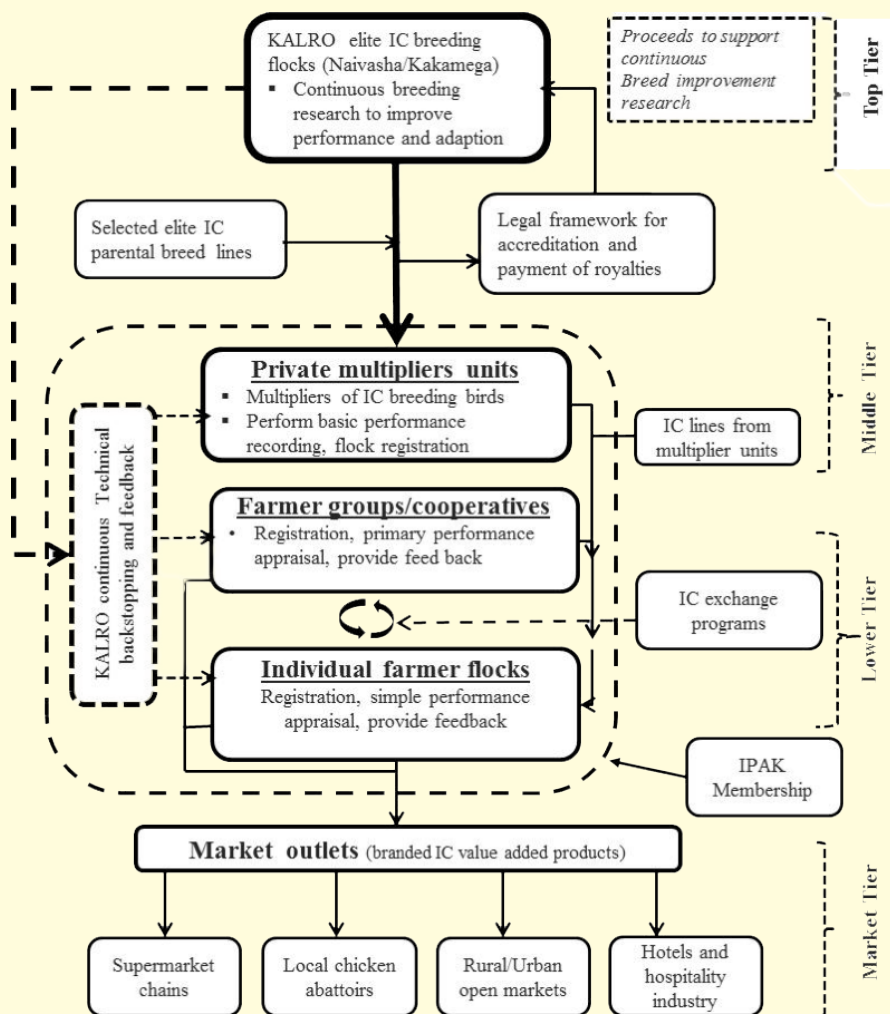 KALRO elite IC breeding
flocks (Naivasha/Kakamega)
▪ Continuous breeding
research to improve
performance and adaption
Proceeds to support
continuous
Breed improvement
research
Top Tier
Selected elite IC
parental breed lines
Legal framework for
accreditation and
payment of royalties
Private multipliers units
▪ Multipliers of IC breeding birds
▪ Perform basic performance
recording, flock registration
IC lines from
multiplier units
Middle Tier
KALRO continuous Technical
backstopping and feedback
Farmer groups/cooperatives
• Registration, primary performance
appraisal, provide feed back
IC exchange
programs
Lower Tier
Individual farmer flocks
Registration, simple performance
appraisal, provide feedback
IPAK
Membership
Market outlets (branded IC value added products)
Market Tier
Supermarket
chains
Local chicken
abattoirs
Rural/Urban
open markets
Hotels and
hospitality
industry